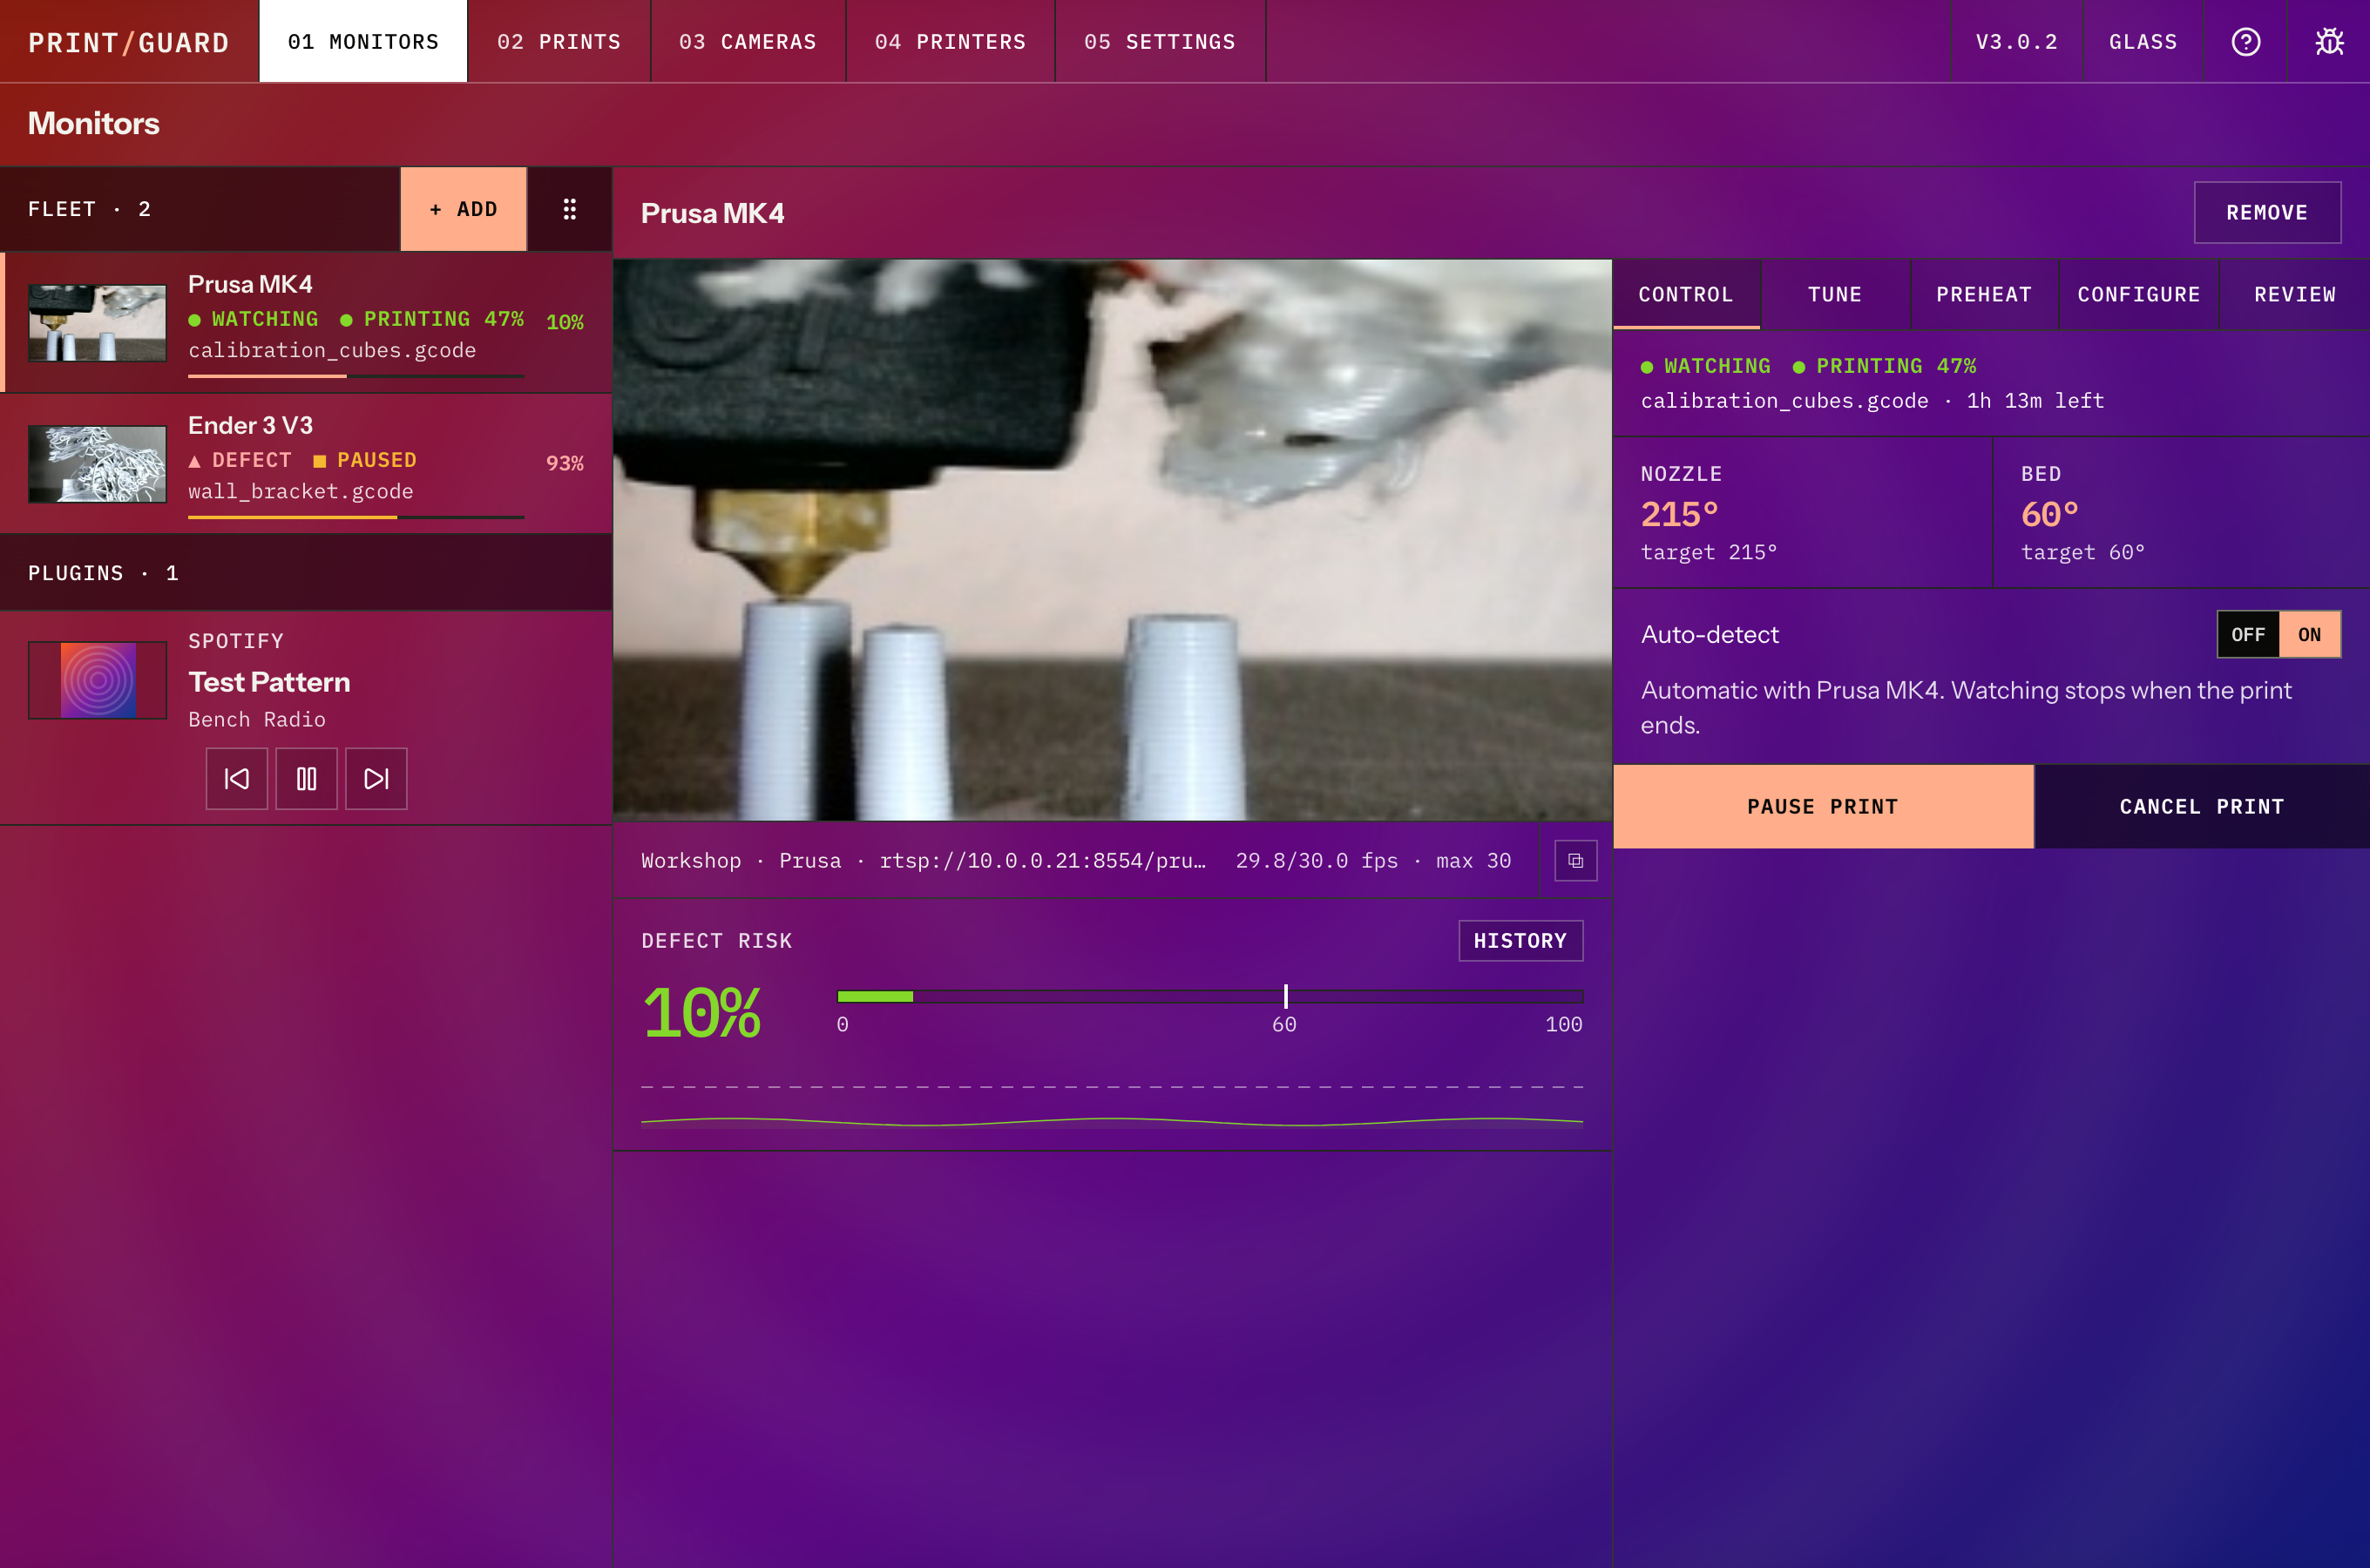 PRINT/GUARD 01 MONITORS 02 PRINTS 03 CAMERAS 04 PRINTERS 05 SETTINGS V3.0.2 GLASS
Monitors
FLEET · 2 + ADD
Prusa MK4
● WATCHING ● PRINTING 47% 10%
calibration_cubes.gcode
Ender 3 V3
▲ DEFECT ■ PAUSED 93%
wall_bracket.gcode
PLUGINS · 1
SPOTIFY
Test Pattern
Bench Radio
Prusa MK4 REMOVE
Workshop · Prusa · rtsp://10.0.0.21:8554/pru… 29.8/30.0 fps · max 30
DEFECT RISK HISTORY
10%
0 60 100
CONTROL TUNE PREHEAT CONFIGURE REVIEW
● WATCHING ● PRINTING 47%
calibration_cubes.gcode · 1h 13m left
NOZZLE BED
215° 60°
target 215° target 60°
Auto-detect OFF ON
Automatic with Prusa MK4. Watching stops when the print
ends.
PAUSE PRINT CANCEL PRINT